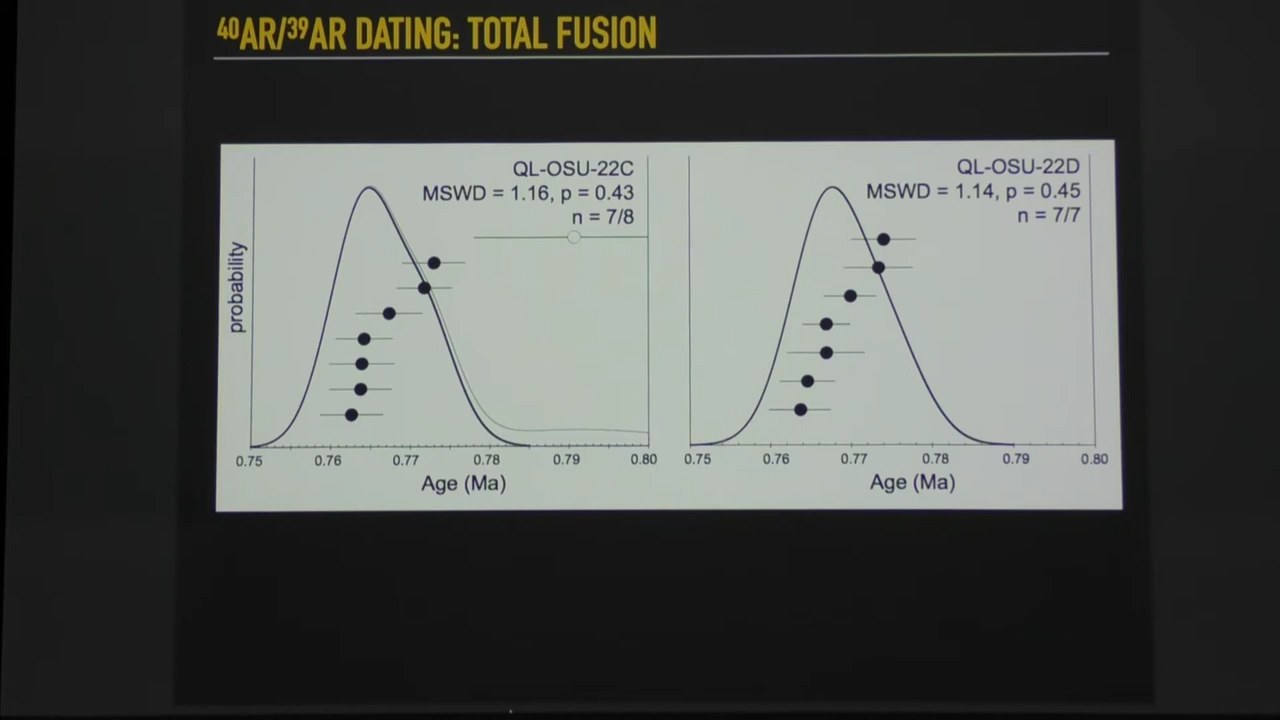 ⁴⁰AR/³⁹AR DATING: TOTAL FUSION
QL-OSU-22C
MSWD = 1.16, p = 0.43
n = 7/8
probability
0.75 0.76 0.77 0.78 0.79 0.80
Age (Ma)
QL-OSU-22D
MSWD = 1.14, p = 0.45
n = 7/7
0.75 0.76 0.77 0.78 0.79 0.80
Age (Ma)